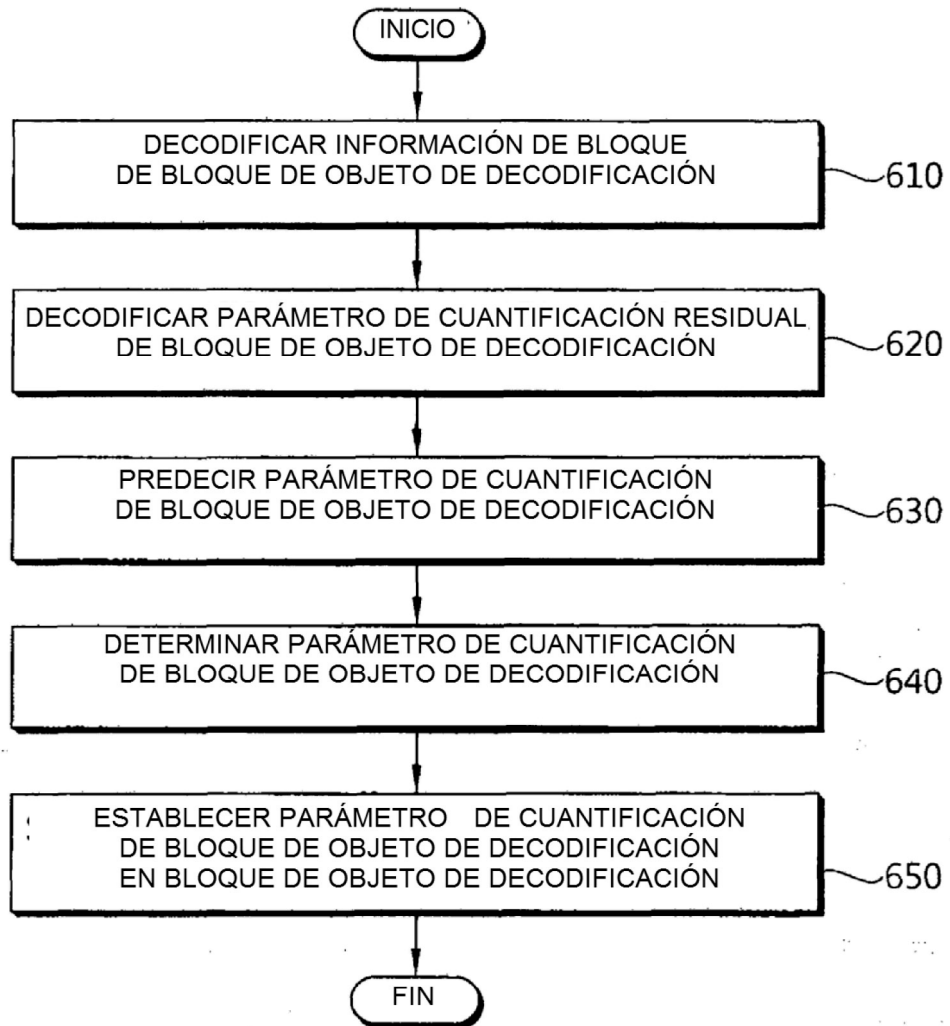 INICIO
DECODIFICAR INFORMACIÓN DE BLOQUE
DE BLOQUE DE OBJETO DE DECODIFICACIÓN
610
DECODIFICAR PARÁMETRO DE CUANTIFICACIÓN RESIDUAL
DE BLOQUE DE OBJETO DE DECODIFICACIÓN
620
PREDECIR PARÁMETRO DE CUANTIFICACIÓN
DE BLOQUE DE OBJETO DE DECODIFICACIÓN
630
DETERMINAR PARÁMETRO DE CUANTIFICACIÓN
DE BLOQUE DE OBJETO DE DECODIFICACIÓN
640
ESTABLECER PARÁMETRO DE CUANTIFICACIÓN
DE BLOQUE DE OBJETO DE DECODIFICACIÓN
EN BLOQUE DE OBJETO DE DECODIFICACIÓN
650
FIN